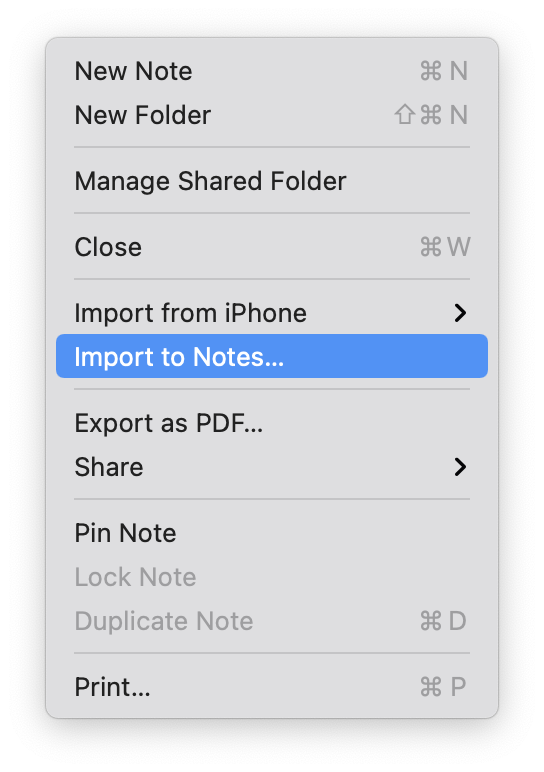 New Note ⌘ N
New Folder ⇧ ⌘ N
Manage Shared Folder
Close ⌘ W
Import from iPhone
Import to Notes...
Export as PDF...
Share
Pin Note
Lock Note
Duplicate Note ⌘ D
Print... ⌘ P